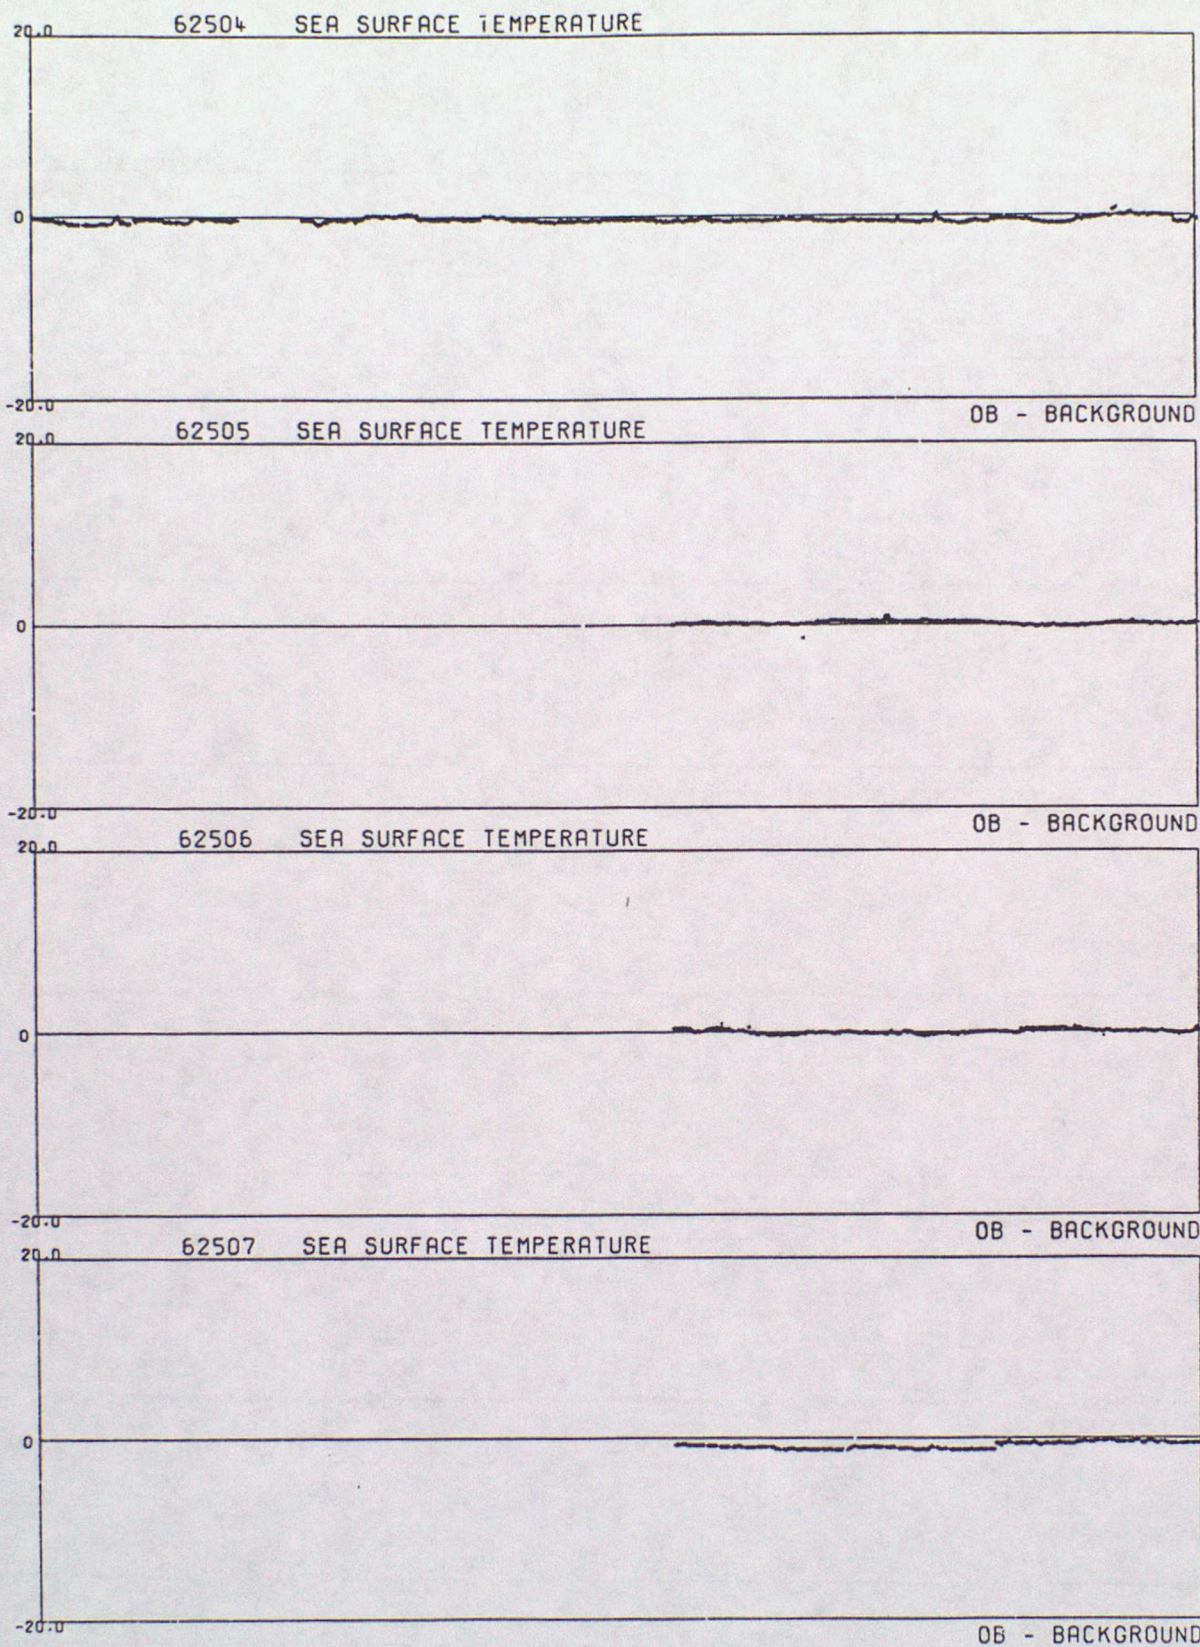 20.0 62504 SEA SURFACE TEMPERATURE
0
-20.0 OB - BACKGROUND
20.0 62505 SEA SURFACE TEMPERATURE
0
-20.0 OB - BACKGROUND
20.0 62506 SEA SURFACE TEMPERATURE
0
-20.0 OB - BACKGROUND
20.0 62507 SEA SURFACE TEMPERATURE
0
-20.0 OB - BACKGROUND